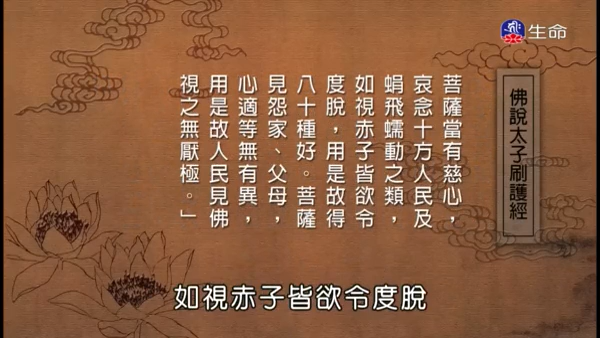 生命
佛說太子刷護經
菩薩當有慈心，
哀念十方人民及
蜎飛蠕動之類，
如視赤子皆欲令
度脫，用是故得
八十種好。菩薩
見怨家、父母，
心適等無有異，
用是故人民見佛
視之無厭極。」
如視赤子皆欲令度脫